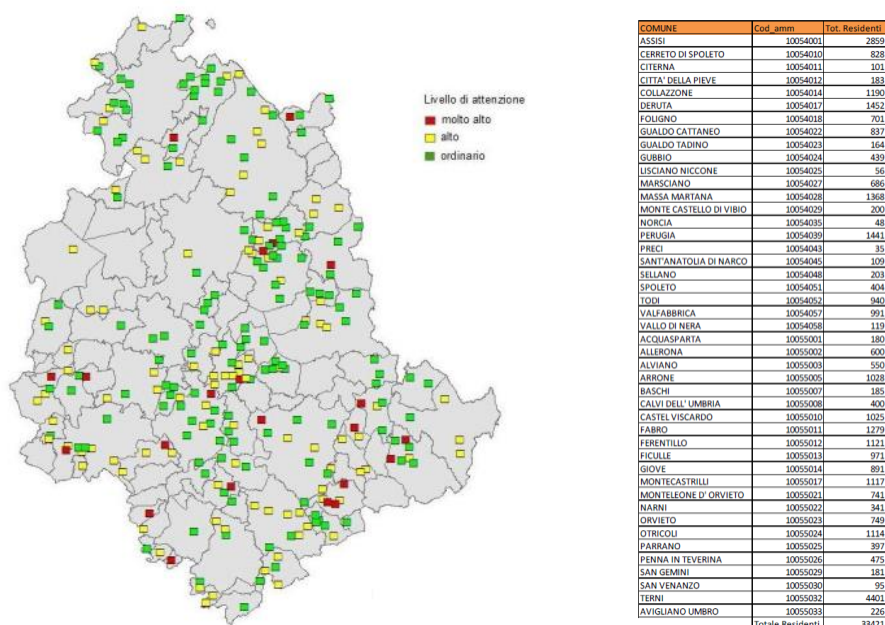 Livello di attenzione
molto alto
alto
ordinario
COMUNE Cod_amm Tot. Residenti
ASSISI 10054001 2859
CERRETO DI SPOLETO 10054010 828
CITERNA 10054011 101
CITTA' DELLA PIEVE 10054012 183
COLLAZZONE 10054014 1190
DERUTA 10054017 1452
FOLIGNO 10054018 701
GUALDO CATTANEO 10054022 837
GUALDO TADINO 10054023 164
GUBBIO 10054024 439
LISCIANO NICCONE 10054025 56
MARSCIANO 10054027 686
MASSA MARTANA 10054028 1368
MONTE CASTELLO DI VIBIO 10054029 200
NORCIA 10054035 48
PERUGIA 10054039 1441
PRECI 10054043 35
SANT'ANATOLIA DI NARCO 10054045 109
SELLANO 10054048 203
SPOLETO 10054051 404
TODI 10054052 940
VALFABBRICA 10054057 991
VALLO DI NERA 10054058 119
ACQUASPARTA 10055001 180
ALLERONA 10055002 600
ALVIANO 10055003 550
ARRONE 10055005 1028
BASCHI 10055007 185
CALVI DELL' UMBRIA 10055008 400
CASTEL VISCARDO 10055010 1025
FABRO 10055011 1279
FERENTILLO 10055012 1121
FICULLE 10055013 971
GIOVE 10055014 891
MONTECASTRILLI 10055017 1117
MONTELEONE D' ORVIETO 10055021 741
NARNI 10055022 341
ORVIETO 10055023 749
OTRICOLI 10055024 1114
PARRANO 10055025 397
PENNA IN TEVERINA 10055026 475
SAN GEMINI 10055029 181
SAN VENANZO 10055030 95
TERNI 10055032 4401
AVIGLIANO UMBRO 10055033 226
Totale Residenti 33421